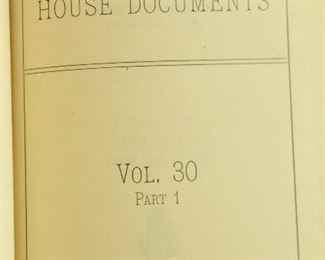 HOUSE DOCUMENTS
VOL. 30
PART 1